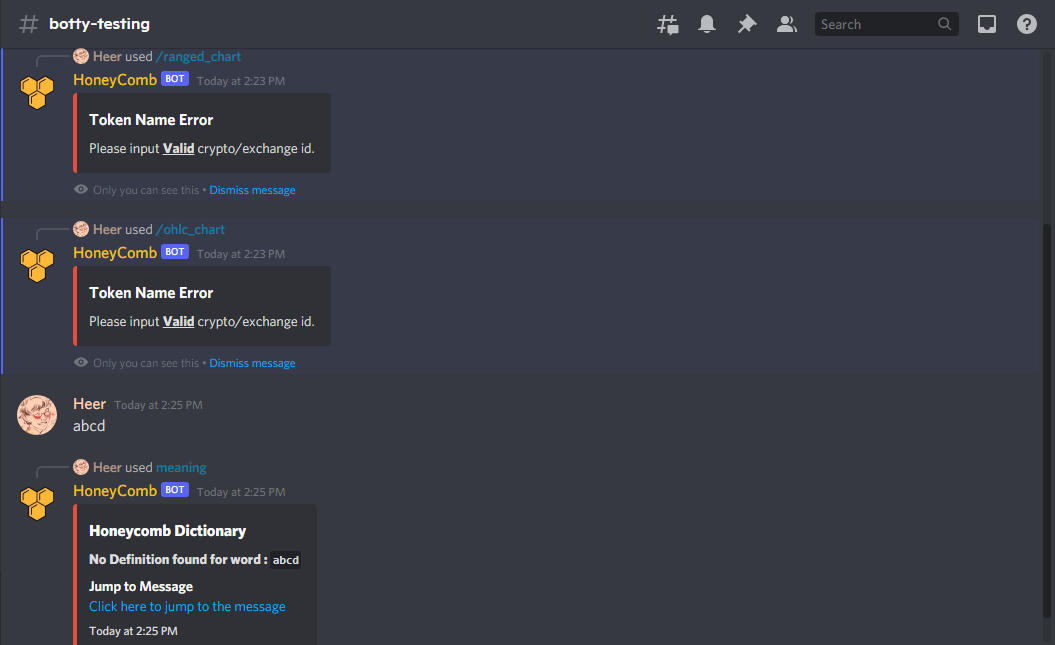 # botty-testing
Search
Heer used /ranged_chart
HoneyComb BOT Today at 2:23 PM
Token Name Error
Please input Valid crypto/exchange id.
Only you can see this • Dismiss message
Heer used /ohlc_chart
HoneyComb BOT Today at 2:23 PM
Token Name Error
Please input Valid crypto/exchange id.
Only you can see this • Dismiss message
Heer Today at 2:25 PM
abcd
Heer used meaning
HoneyComb BOT Today at 2:25 PM
Honeycomb Dictionary
No Definition found for word : abcd
Jump to Message
Click here to jump to the message
Today at 2:25 PM